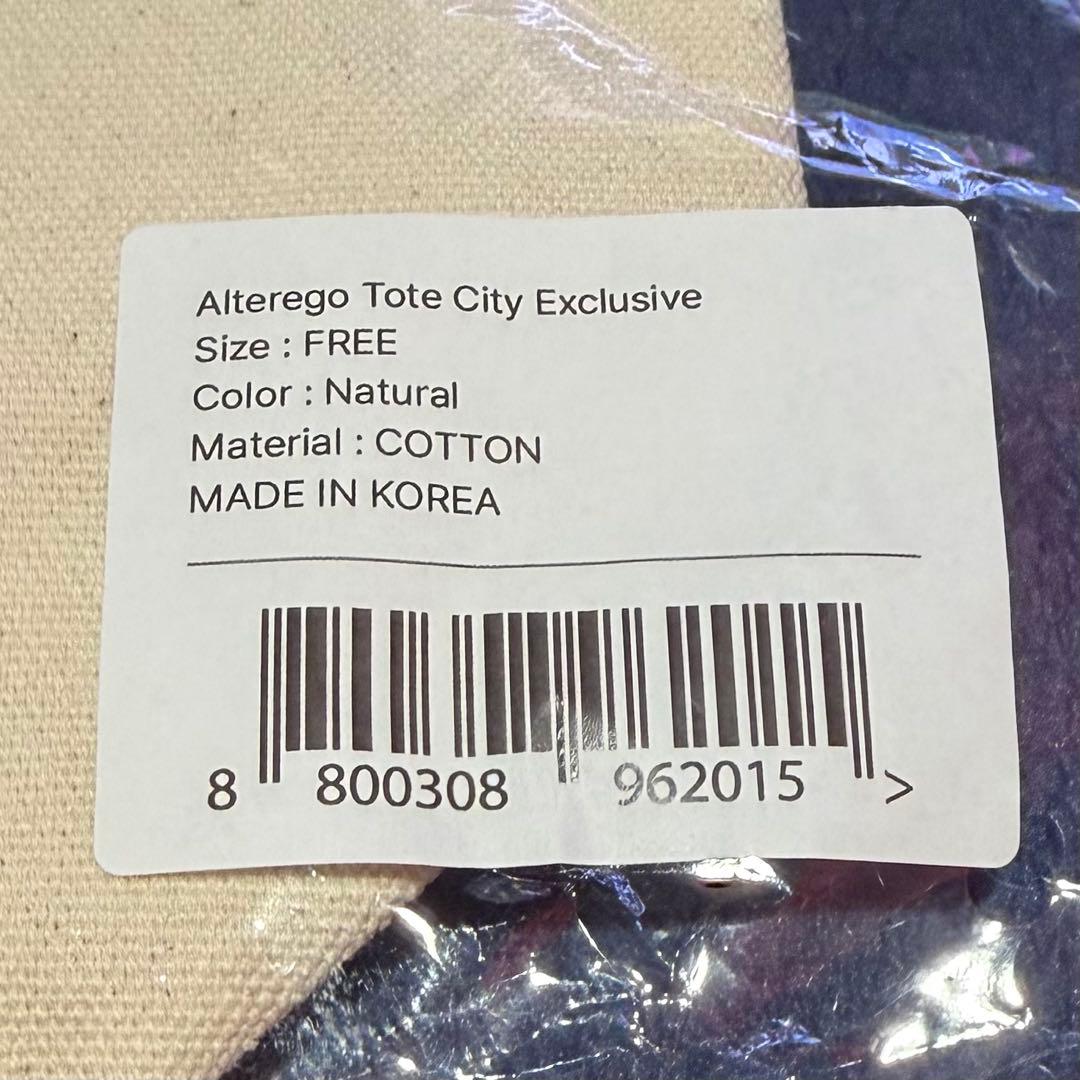 Alterego Tote City Exclusive
Size : FREE
Color : Natural
Material : COTTON
MADE IN KOREA
8 800308 962015 >